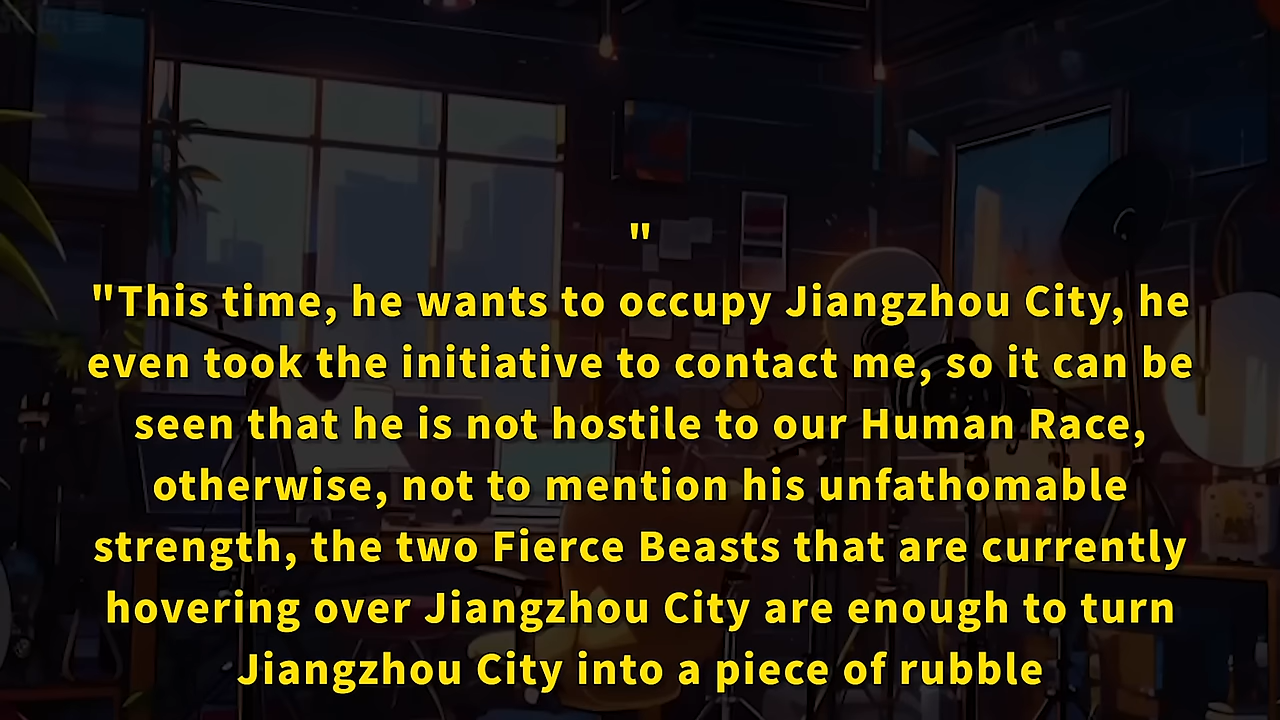 "
"This time, he wants to occupy Jiangzhou City, he
even took the initiative to contact me, so it can be
seen that he is not hostile to our Human Race,
otherwise, not to mention his unfathomable
strength, the two Fierce Beasts that are currently
hovering over Jiangzhou City are enough to turn
Jiangzhou City into a piece of rubble